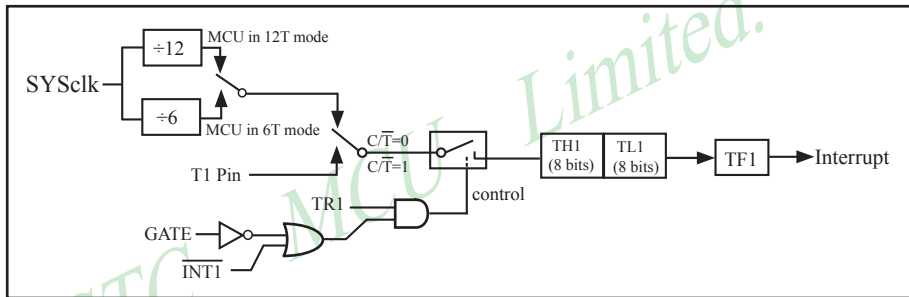 ÷12
MCU in 12T mode
SYSclk
÷6
MCU in 6T mode
C/T̅=0
C/T̅=1
T1 Pin
TR1
control
TH1
(8 bits)
TL1
(8 bits)
TF1
Interrupt
GATE
I̅N̅T̅1̅
STC MCU Limited.